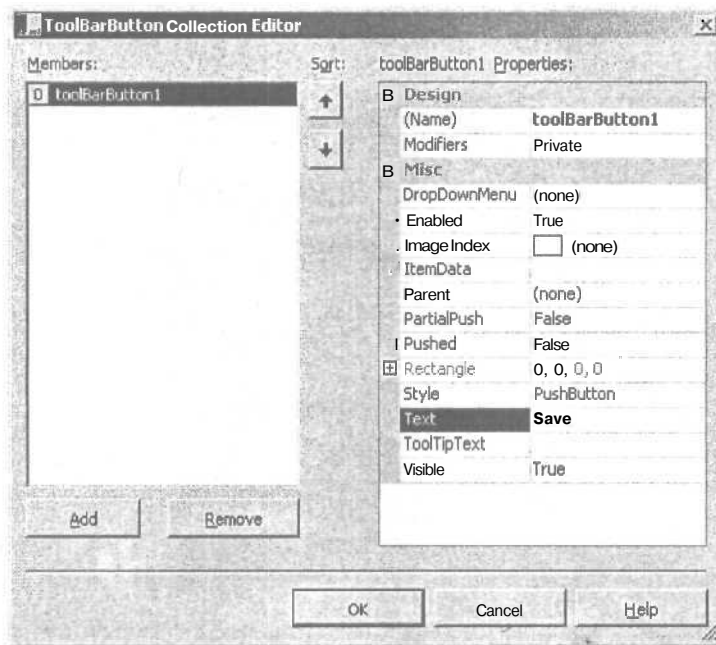 ToolBarButton Collection Editor
Members:
Sort:
toolBarButton1 Properties:
0 toolBarButton1
B Design
(Name) toolBarButton1
Modifiers Private
B Misc
DropDownMenu (none)
Enabled True
Image Index (none)
ItemData
Parent (none)
PartialPush False
Pushed False
Rectangle 0, 0, 0, 0
Style PushButton
Text Save
ToolTipText
Visible True
Add
Remove
OK
Cancel
Help